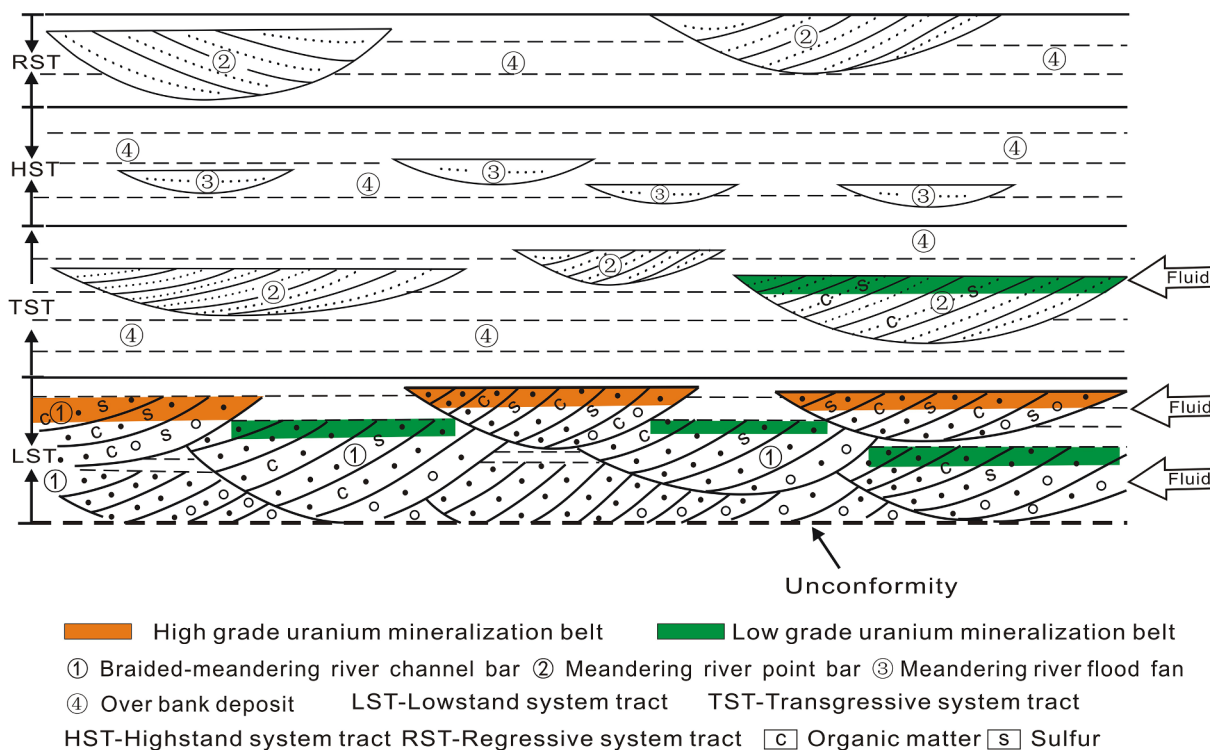 RST ② ② ④ ④
HST ④ ④ ③ ③ ④ ③ ③
TST ④ ② ② c s ② c ④ ④ Fluid
LST ① c s s c s o c s c s s c s c s Fluid
① s ① s c c c s ① c s Fluid
Unconformity
High grade uranium mineralization belt Low grade uranium mineralization belt
① Braided-meandering river channel bar ② Meandering river point bar ③ Meandering river flood fan
④ Over bank deposit LST-Lowstand system tract TST-Transgressive system tract
HST-Highstand system tract RST-Regressive system tract c Organic matter s Sulfur